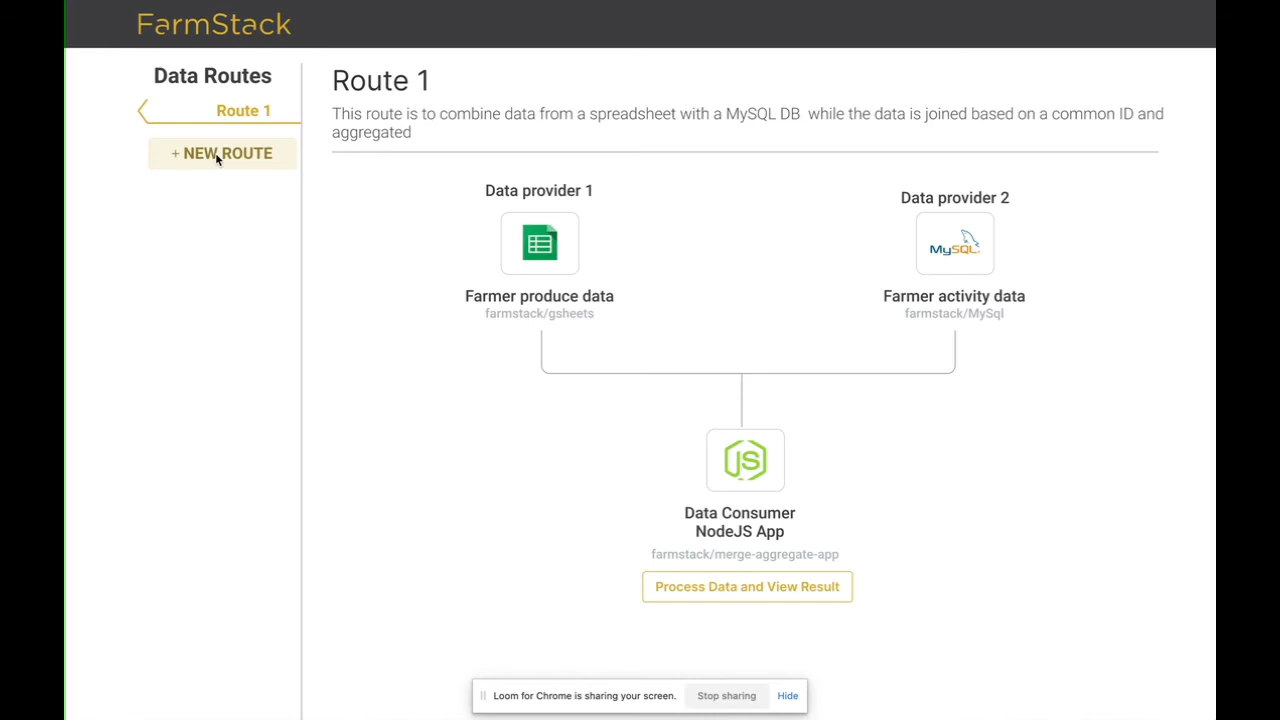 FarmStack
Data Routes
Route 1
+ NEW ROUTE
Route 1
This route is to combine data from a spreadsheet with a MySQL DB while the data is joined based on a common ID and
aggregated
Data provider 1
Farmer produce data
farmstack/gsheets
Data provider 2
MySQL
Farmer activity data
farmstack/MySql
JS
Data Consumer
NodeJS App
farmstack/merge-aggregate-app
Process Data and View Result
Loom for Chrome is sharing your screen.
Stop sharing
Hide